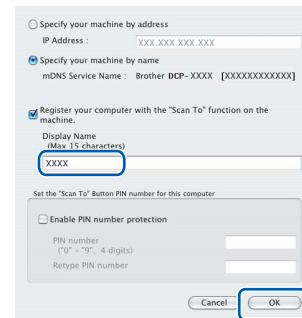 Specify your machine by address
IP Address : XXX.XXX.XXX.XXX
Specify your machine by name
mDNS Service Name : Brother DCP-XXXX [XXXXXXXXXXXX]
Register your computer with the "Scan To" function on the
machine.
Display Name
(Max 15 characters)
XXXX
Set the "Scan To" Button PIN number for this computer
Enable PIN number protection
PIN number
("0" - "9", 4 digits)
Retype PIN number
Cancel OK